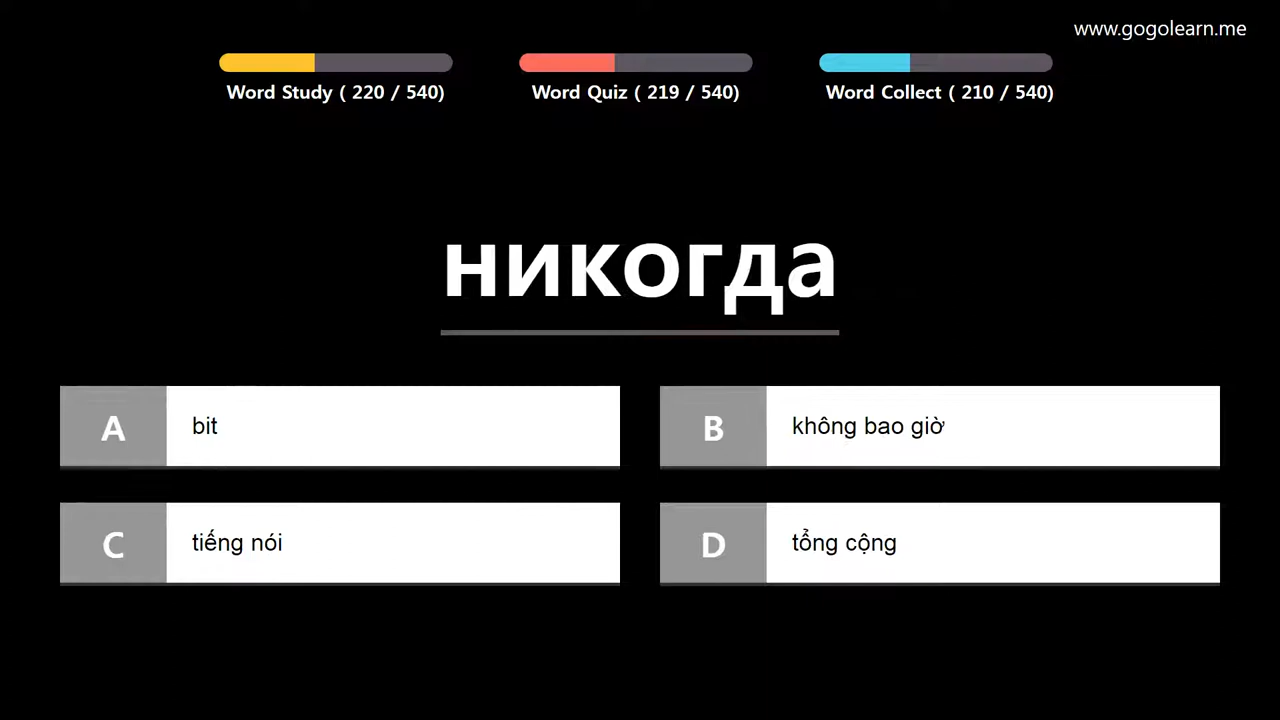 www.gogolearn.me
Word Study ( 220 / 540)
Word Quiz ( 219 / 540)
Word Collect ( 210 / 540)
никогда
A bit
B không bao giờ
C tiếng nói
D tổng cộng